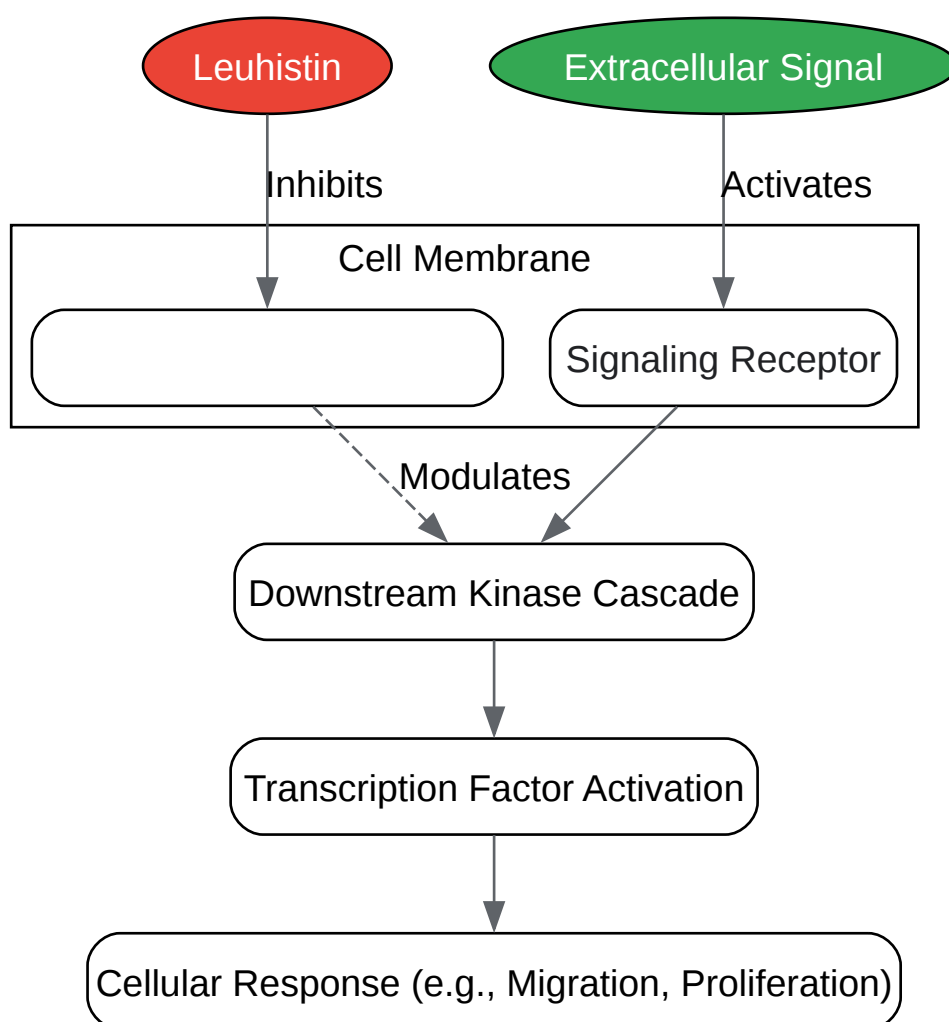 Leuhistin
Extracellular Signal
Inhibits
Activates
Cell Membrane
Signaling Receptor
Modulates
Downstream Kinase Cascade
Transcription Factor Activation
Cellular Response (e.g., Migration, Proliferation)